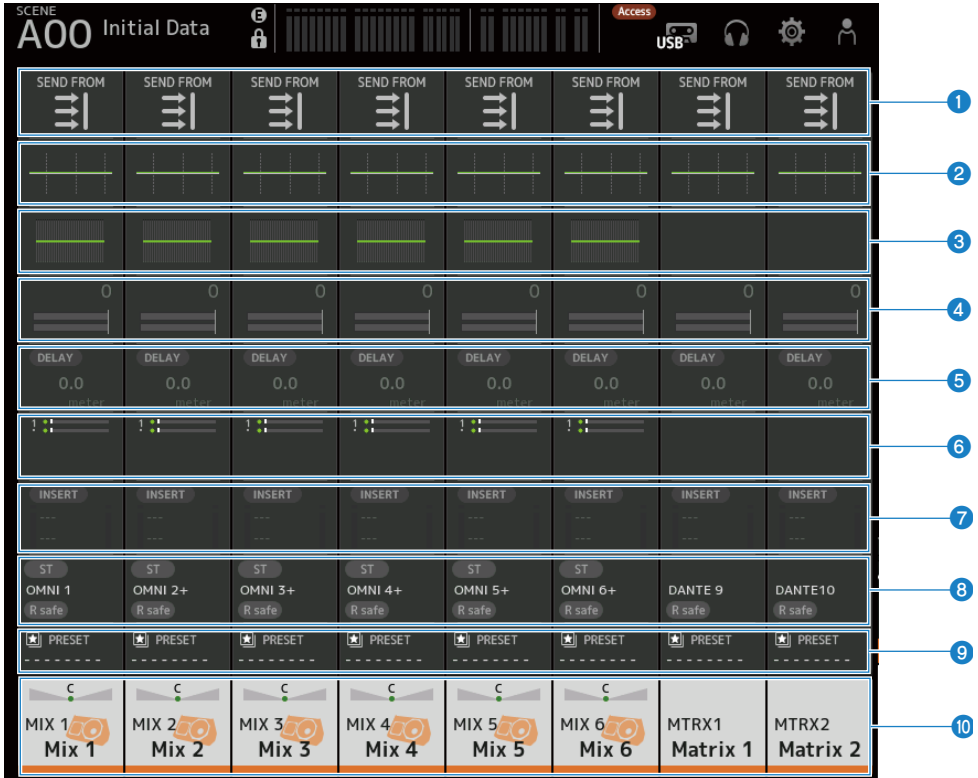 SCENE
A00 Initial Data E Access USB
SEND FROM SEND FROM SEND FROM SEND FROM SEND FROM SEND FROM SEND FROM SEND FROM 1
2
3
0 0 0 0 0 0 0 0 4
DELAY DELAY DELAY DELAY DELAY DELAY DELAY DELAY
0.0 0.0 0.0 0.0 0.0 0.0 0.0 0.0 5
meter meter meter meter meter meter meter meter
1 1 1 1 1 1 6
INSERT INSERT INSERT INSERT INSERT INSERT INSERT INSERT
--- --- --- --- --- --- --- --- 7
--- --- --- --- --- --- --- ---
ST ST ST ST ST ST
OMNI 1 OMNI 2+ OMNI 3+ OMNI 4+ OMNI 5+ OMNI 6+ DANTE 9 DANTE10 8
R safe R safe R safe R safe R safe R safe R safe R safe
PRESET PRESET PRESET PRESET PRESET PRESET PRESET PRESET 9
-------- -------- -------- -------- -------- -------- -------- --------
C C C C C C
MIX 1 MIX 2 MIX 3 MIX 4 MIX 5 MIX 6 MTRX1 MTRX2 10
Mix 1 Mix 2 Mix 3 Mix 4 Mix 5 Mix 6 Matrix 1 Matrix 2